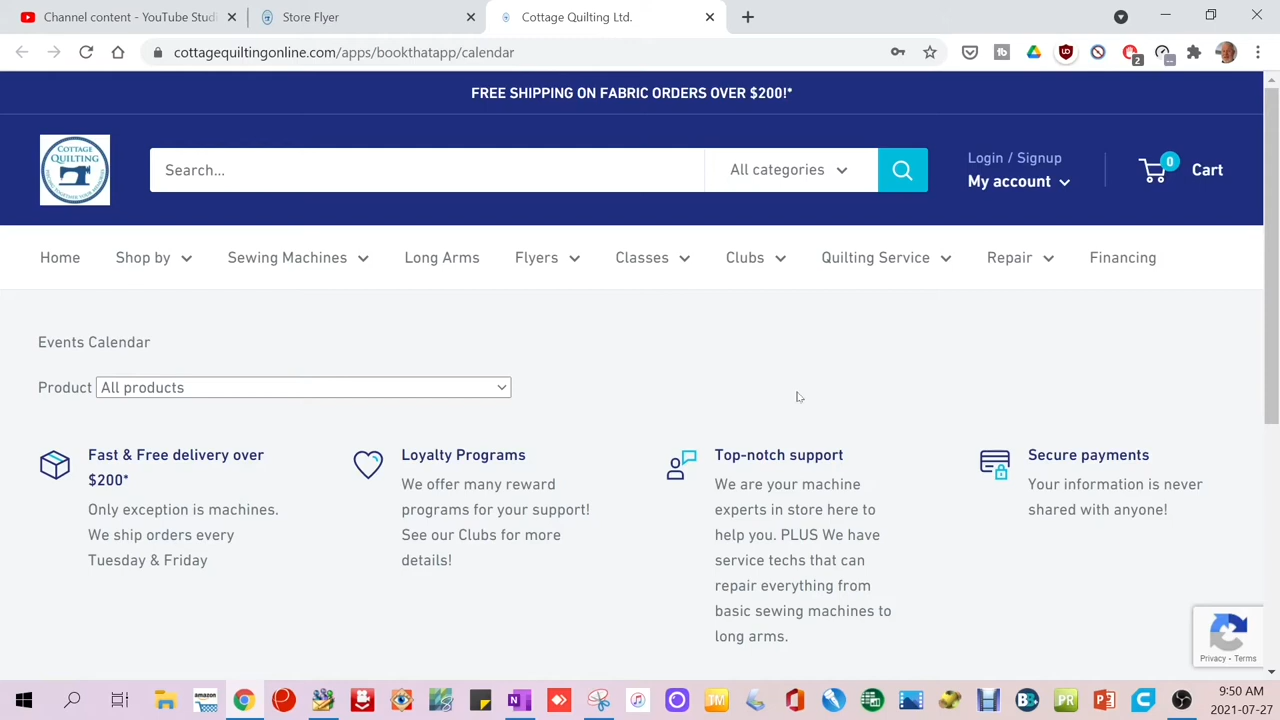 Channel content - YouTube Studi
Store Flyer
Cottage Quilting Ltd.
cottagequiltingonline.com/apps/bookthatapp/calendar
2
FREE SHIPPING ON FABRIC ORDERS OVER $200!*
COTTAGE
QUILTING
Search...
All categories
Login / Signup
My account
0
Cart
Home
Shop by
Sewing Machines
Long Arms
Flyers
Classes
Clubs
Quilting Service
Repair
Financing
Events Calendar
Product
All products
Fast & Free delivery over
$200*
Only exception is machines.
We ship orders every
Tuesday & Friday
Loyalty Programs
We offer many reward
programs for your support!
See our Clubs for more
details!
Top-notch support
We are your machine
experts in store here to
help you. PLUS We have
service techs that can
repair everything from
basic sewing machines to
long arms.
Secure payments
Your information is never
shared with anyone!
Privacy - Terms
amazon
TM
PR
9:50 AM
2021-07-27